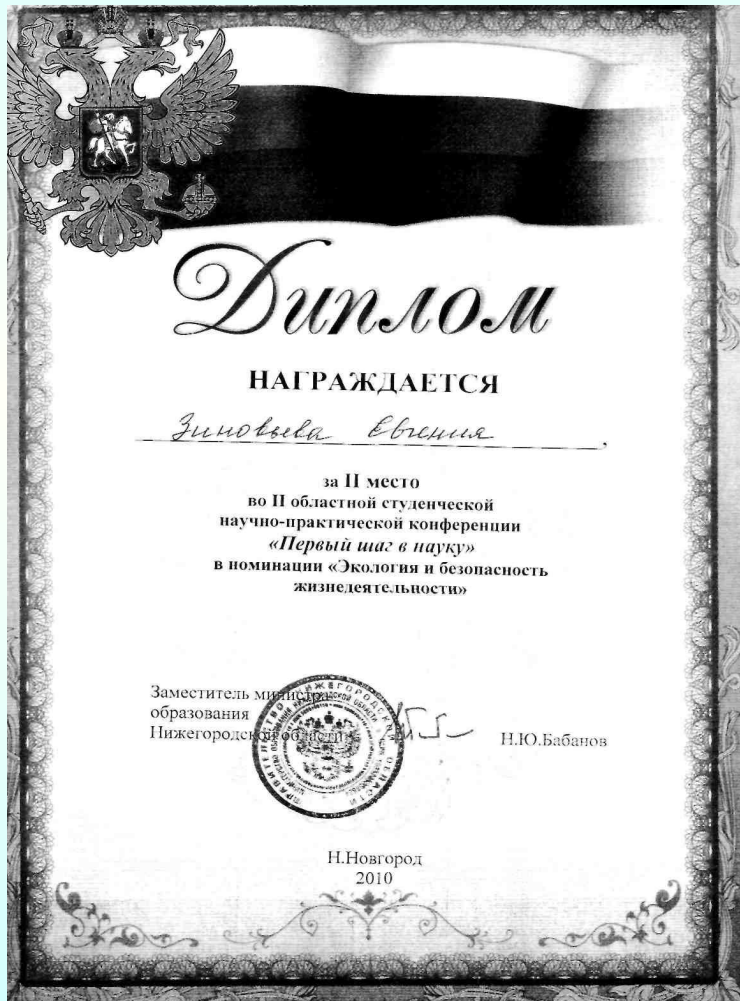 Диплом
НАГРАЖДАЕТСЯ
Зиновьева Евгения,
за II место
во II областной студенческой
научно-практической конференции
«Первый шаг в науку»
в номинации «Экология и безопасность
жизнедеятельности»
Заместитель министра
образования
Нижегородской области
Н.Ю.Бабанов
Н.Новгород
2010